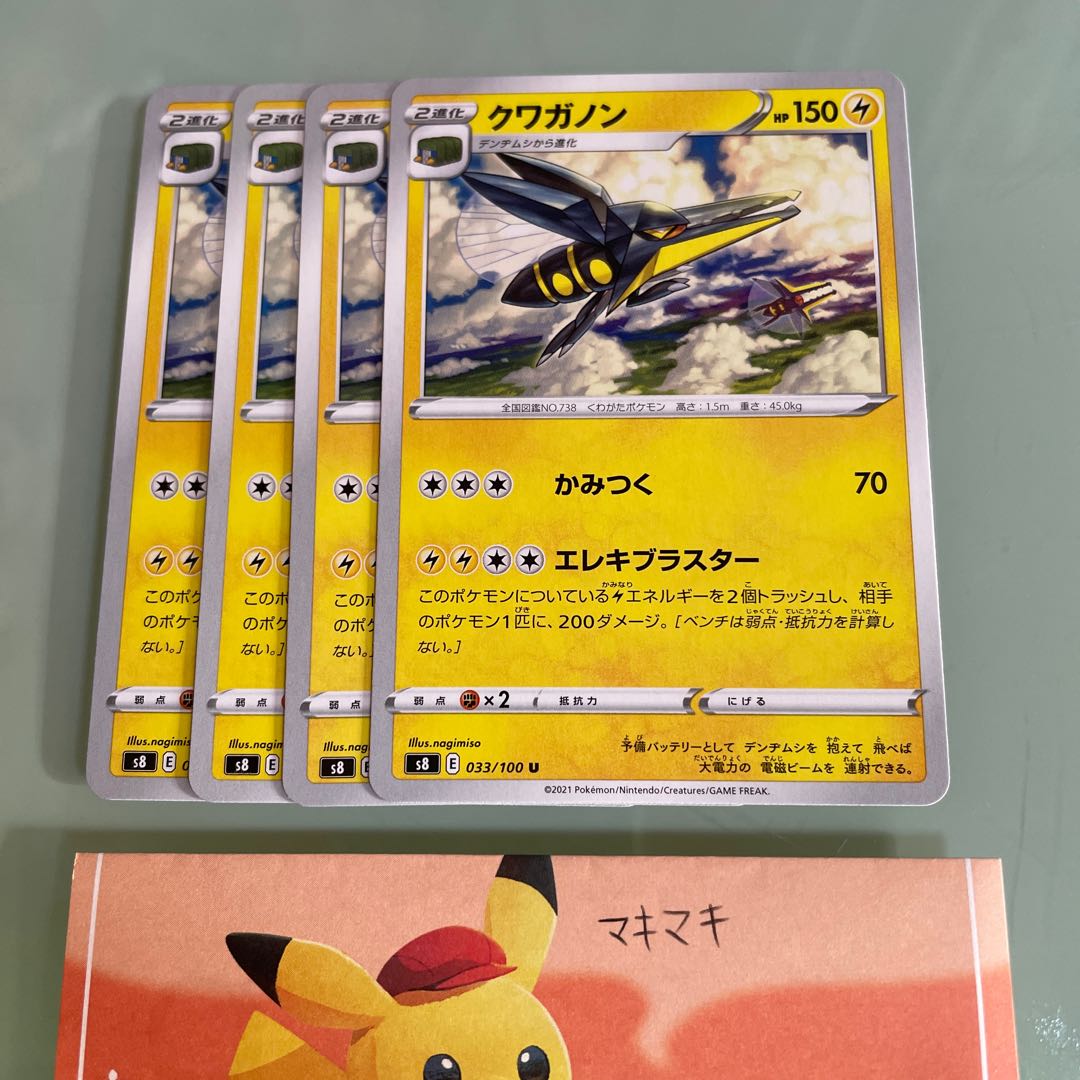 2進化
2進化
2進化
2進化
クワガノン
HP 150
デンヂムシから進化
全国図鑑NO.738 くわがたポケモン 高さ:1.5m 重さ:45.0kg
かみつく 70
エレキブラスター
このポケモンについているエネルギーを2個トラッシュし、相手
のポケモン1匹に、200ダメージ。[ベンチは弱点・抵抗力を計算し
ない。]
弱点 ×2 抵抗力 にげる
Illus.nagimiso
s8 E 033/100 U
予備バッテリーとして デンヂムシを 抱えて 飛べば
大電力の 電磁ビームを 連射できる。
©2021 Pokémon/Nintendo/Creatures/GAME FREAK.
このポ
のポケ
ない。]
弱点
Illus.nagimi
s8 E 0
このポケ
のポケ
ない。]
弱点
Illus.nagimi
s8 E
このポケ
のポケ
ない。]
弱点
Illus.nagimi
s8
マキマキ